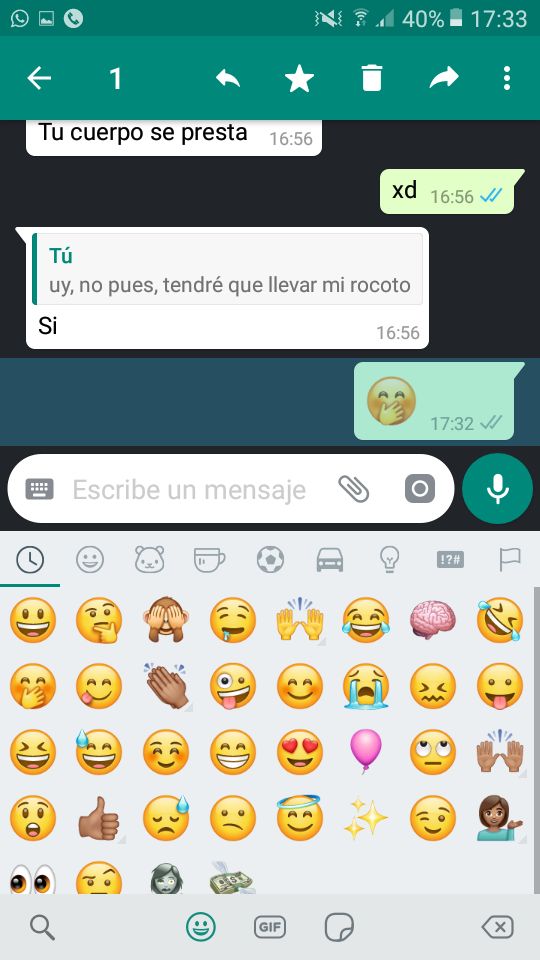 40% 17:33
1
Tu cuerpo se presta 16:56
xd 16:56
Tú
uy, no pues, tendré que llevar mi rocoto
Si 16:56
17:32
Escribe un mensaje
!?#
GIF